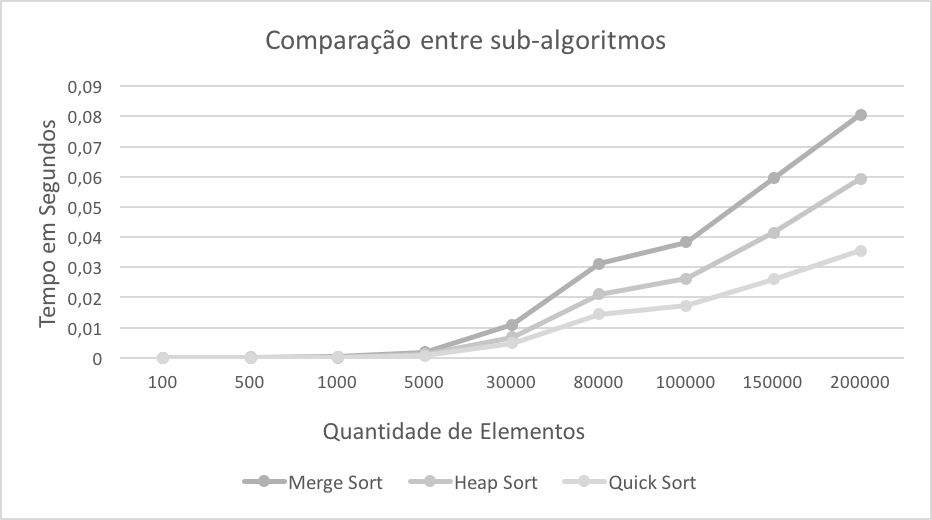 Comparação entre sub-algoritmos
0,09
0,08
0,07
0,06
0,05
0,04
0,03
0,02
0,01
0
Tempo em Segundos
100 500 1000 5000 30000 80000 100000 150000 200000
Quantidade de Elementos
Merge Sort Heap Sort Quick Sort